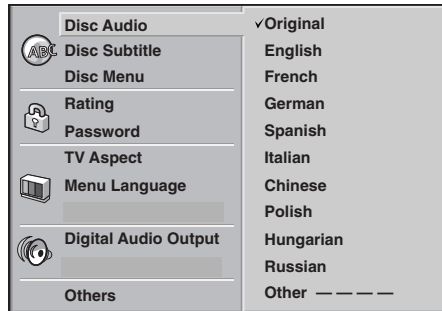 ABC
Disc Audio
Disc Subtitle
Disc Menu
Rating
Password
TV Aspect
Menu Language
Digital Audio Output
Others
✓Original
English
French
German
Spanish
Italian
Chinese
Polish
Hungarian
Russian
Other — — — —